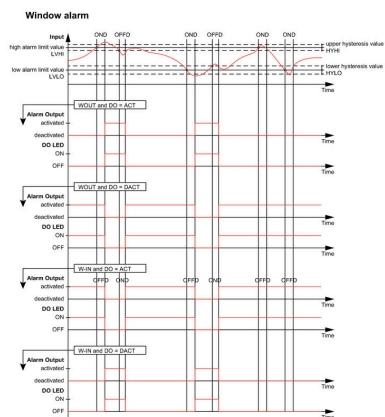 Window alarm
Input
OND OFFD OND OFFD OND OND
high alarm limit value
LVHI
upper hysteresis value
HYHI
low alarm limit value
LVLO
lower hysteresis value
HYLO
Time
WOUT and DO = ACT
Alarm Output
activated
deactivated
Time
DO LED
ON
OFF
Time
WOUT and DO = DACT
Alarm Output
activated
deactivated
Time
DO LED
ON
OFF
Time
W-IN and DO = ACT
Alarm Output
OFFD OND OFFD OND OFFD OFFD
activated
deactivated
Time
DO LED
ON
OFF
Time
W-IN and DO = DACT
Alarm Output
activated
deactivated
Time
DO LED
ON
OFF
Time